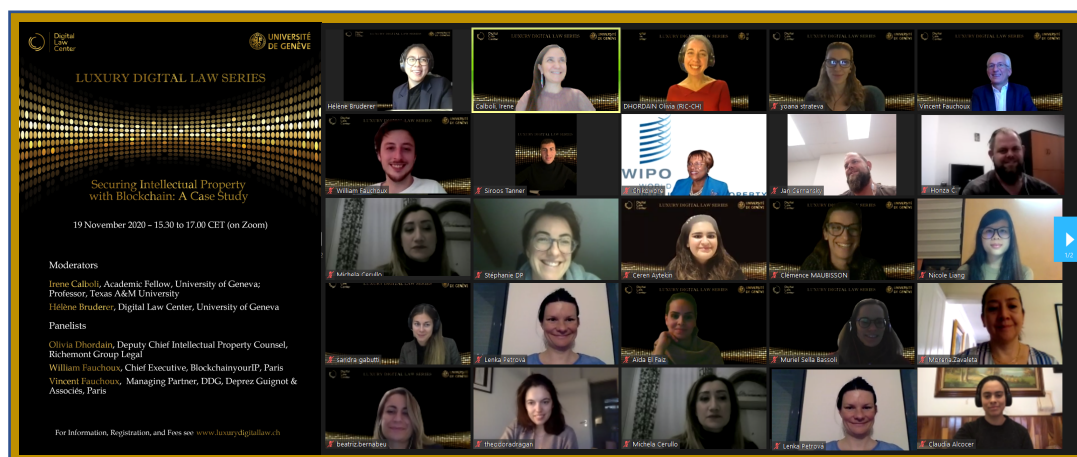 Digital
Law
Center
UNIVERSITÉ
DE GENÈVE
LUXURY DIGITAL LAW SERIES
Securing Intellectual Property
with Blockchain: A Case Study
19 November 2020 – 15.30 to 17.00 CET (on Zoom)
Moderators
Irene Calboli, Academic Fellow, University of Geneva;
Professor, Texas A&M University
Hélène Bruderer, Digital Law Center, University of Geneva
Panelists
Olivia Dhordain, Deputy Chief Intellectual Property Counsel,
Richemont Group Legal
William Fauchoux, Chief Executive, BlockchainyourIP, Paris
Vincent Fauchoux, Managing Partner, DDG, Deprez Guignot &
Associés, Paris
For Information, Registration, and Fees see www.luxurydigitallaw.ch
Hélène Bruderer
Calboli, Irene
DHORDAIN Olivia (RIC-CH)
yoana strateva
Vincent Fauchoux
William Fauchoux
Siroos Tanner
WIPO
WORLD
PROPERTY
Chikowore
Jan Cernansky
Honza Č
Michela Cerullo
Stéphanie DP
Ceren Aytekin
Clémence MAUBISSON
Nicole Liang
1/2
sandra gabutti
Lenka Petrova
Aida El Faiz
Muriel Sella Bassoli
Morena Zavaleta
beatriz.bernabeu
theodoradragan
Michela Cerullo
Lenka Petrova
Claudia Alcocer